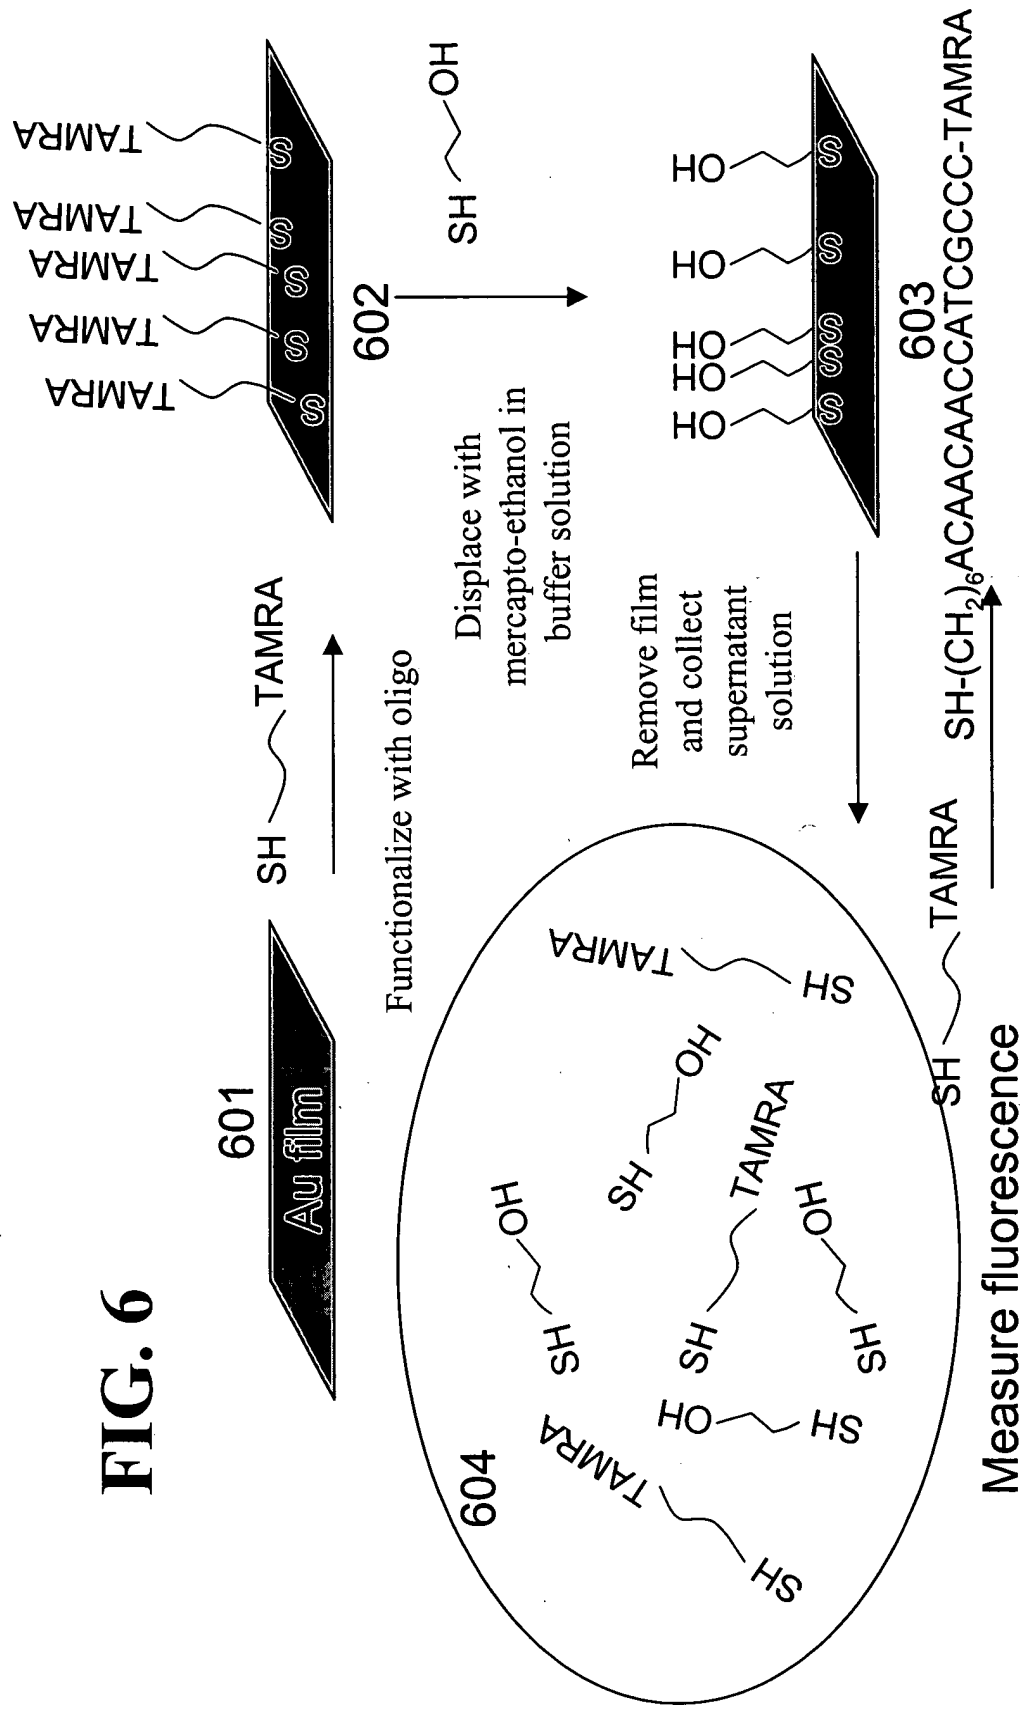 FIG. 6
601
Au film
SH
TAMRA
Functionalize with oligo
TAMRA
TAMRA
TAMRA
TAMRA
TAMRA
S
S
S
S
S
602
Displace with
mercapto-ethanol in
buffer solution
SH
OH
HO
HO
HO
HO
HO
S
S
S
S
S
603
Remove film
and collect
supernatant
solution
604
TAMRA
SH
SH
OH
HO
SH
SH
TAMRA
SH
OH
SH
OH
TAMRA
SH
Measure fluorescence
SH
TAMRA
SH-(CH₂)₆ACAACAACCATCGCCC-TAMRA